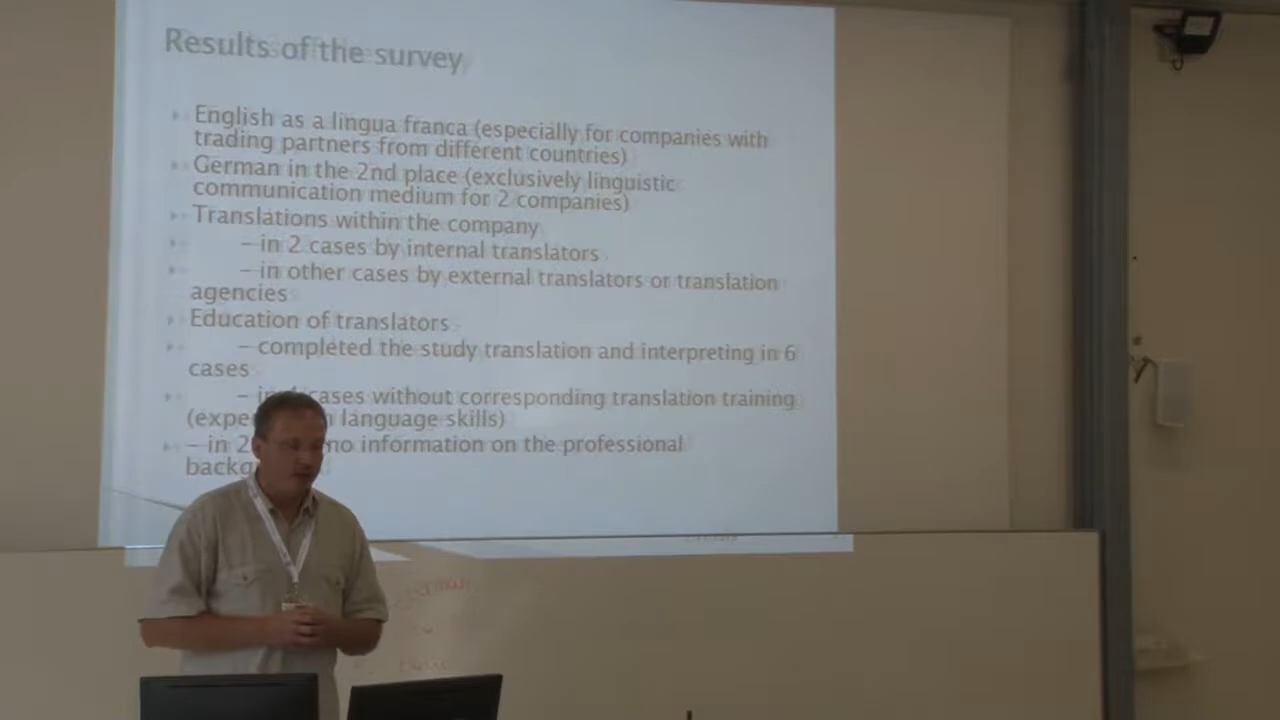 Results of the survey
English as a lingua franca (especially for companies with
trading partners from different countries)
German in the 2nd place (exclusively linguistic
communication medium for 2 companies)
Translations within the company
– in 2 cases by internal translators
– in other cases by external translators or translation
agencies
Education of translators
– completed the study translation and interpreting in 6
cases
– cases without corresponding translation training
language skills)
– in 2 no information on the professional